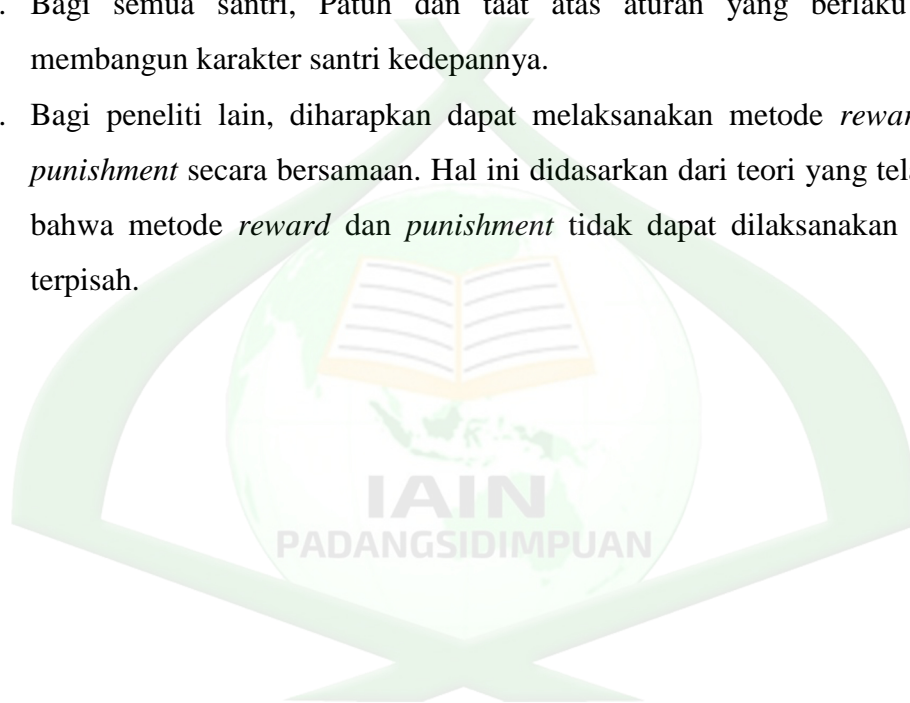 . Bagi semua santri, Patuh dan taat atas aturan yang berlaku
membangun karakter santri kedepannya.
. Bagi peneliti lain, diharapkan dapat melaksanakan metode rewar
punishment secara bersamaan. Hal ini didasarkan dari teori yang tel
bahwa metode reward dan punishment tidak dapat dilaksanakan
terpisah.
IAIN
PADANGSIDIMPUAN